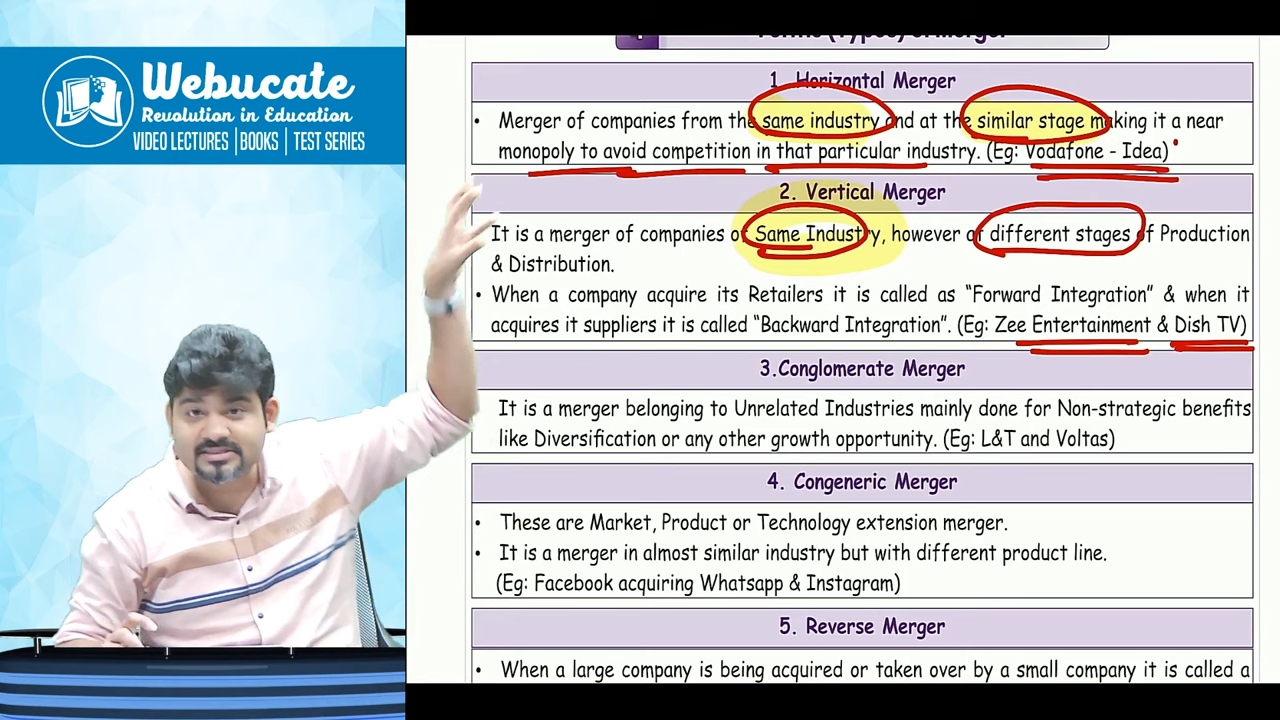 Webucate
Revolution in Education
VIDEO LECTURES | BOOKS | TEST SERIES
Forms (Types) of Merger
1. Horizontal Merger
• Merger of companies from the same industry and at the similar stage making it a near
monopoly to avoid competition in that particular industry. (Eg: Vodafone - Idea)
2. Vertical Merger
It is a merger of companies of Same Industry, however at different stages of Production
& Distribution.
• When a company acquire its Retailers it is called as “Forward Integration” & when it
acquires it suppliers it is called “Backward Integration”. (Eg: Zee Entertainment & Dish TV)
3.Conglomerate Merger
It is a merger belonging to Unrelated Industries mainly done for Non-strategic benefits
like Diversification or any other growth opportunity. (Eg: L&T and Voltas)
4. Congeneric Merger
• These are Market, Product or Technology extension merger.
• It is a merger in almost similar industry but with different product line.
(Eg: Facebook acquiring Whatsapp & Instagram)
5. Reverse Merger
• When a large company is being acquired or taken over by a small company it is called a